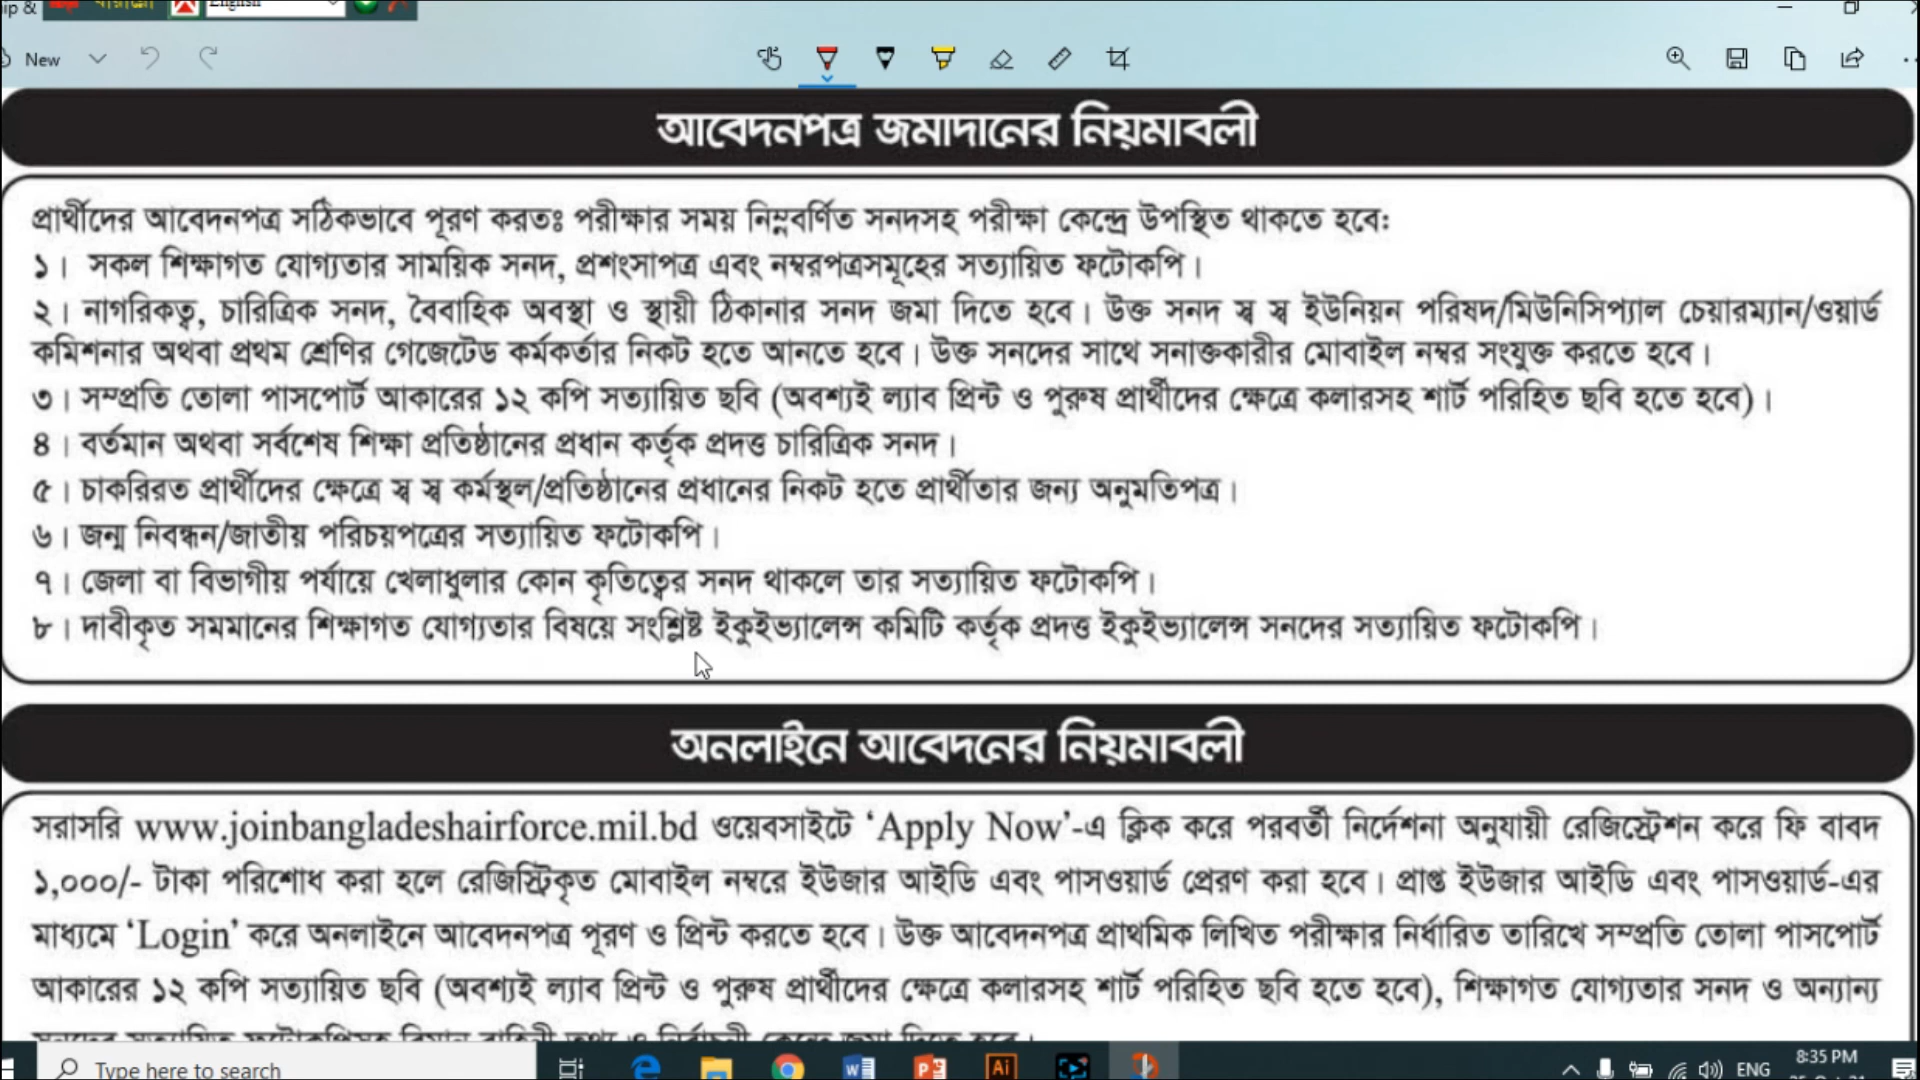 English
New
আবেদনপত্র জমাদানের নিয়মাবলী
প্রার্থীদের আবেদনপত্র সঠিকভাবে পূরণ করতঃ পরীক্ষার সময় নিম্নবর্ণিত সনদসহ পরীক্ষা কেন্দ্রে উপস্থিত থাকতে হবেঃ
১। সকল শিক্ষাগত যোগ্যতার সাময়িক সনদ, প্রশংসাপত্র এবং নম্বরপত্রসমূহের সত্যায়িত ফটোকপি।
২। নাগরিকত্ব, চারিত্রিক সনদ, বৈবাহিক অবস্থা ও স্থায়ী ঠিকানার সনদ জমা দিতে হবে। উক্ত সনদ স্ব স্ব ইউনিয়ন পরিষদ/মিউনিসিপ্যাল চেয়ারম্যান/ওয়ার্ড
কমিশনার অথবা প্রথম শ্রেণির গেজেটেড কর্মকর্তার নিকট হতে আনতে হবে। উক্ত সনদের সাথে সনাক্তকারীর মোবাইল নম্বর সংযুক্ত করতে হবে।
৩। সম্প্রতি তোলা পাসপোর্ট আকারের ১২ কপি সত্যায়িত ছবি (অবশ্যই ল্যাব প্রিন্ট ও পুরুষ প্রার্থীদের ক্ষেত্রে কলারসহ শার্ট পরিহিত ছবি হতে হবে)।
৪। বর্তমান অথবা সর্বশেষ শিক্ষা প্রতিষ্ঠানের প্রধান কর্তৃক প্রদত্ত চারিত্রিক সনদ।
৫। চাকরিরত প্রার্থীদের ক্ষেত্রে স্ব স্ব কর্মস্থল/প্রতিষ্ঠানের প্রধানের নিকট হতে প্রার্থীতার জন্য অনুমতিপত্র।
৬। জন্ম নিবন্ধন/জাতীয় পরিচয়পত্রের সত্যায়িত ফটোকপি।
৭। জেলা বা বিভাগীয় পর্যায়ে খেলাধুলার কোন কৃতিত্বের সনদ থাকলে তার সত্যায়িত ফটোকপি।
৮। দাবীকৃত সমমানের শিক্ষাগত যোগ্যতার বিষয়ে সংশ্লিষ্ট ইকুইভ্যালেন্স কমিটি কর্তৃক প্রদত্ত ইকুইভ্যালেন্স সনদের সত্যায়িত ফটোকপি।
অনলাইনে আবেদনের নিয়মাবলী
সরাসরি www.joinbangladeshairforce.mil.bd ওয়েবসাইটে ‘Apply Now’-এ ক্লিক করে পরবর্তী নির্দেশনা অনুযায়ী রেজিস্ট্রেশন করে ফি বাবদ
১,০০০/- টাকা পরিশোধ করা হলে রেজিস্ট্রিকৃত মোবাইল নম্বরে ইউজার আইডি এবং পাসওয়ার্ড প্রেরণ করা হবে। প্রাপ্ত ইউজার আইডি এবং পাসওয়ার্ড-এর
মাধ্যমে ‘Login’ করে অনলাইনে আবেদনপত্র পূরণ ও প্রিন্ট করতে হবে। উক্ত আবেদনপত্র প্রাথমিক লিখিত পরীক্ষার নির্ধারিত তারিখে সম্প্রতি তোলা পাসপোর্ট
আকারের ১২ কপি সত্যায়িত ছবি (অবশ্যই ল্যাব প্রিন্ট ও পুরুষ প্রার্থীদের ক্ষেত্রে কলারসহ শার্ট পরিহিত ছবি হতে হবে), শিক্ষাগত যোগ্যতার সনদ ও অন্যান্য
Type here to search
ENG
8:35 PM